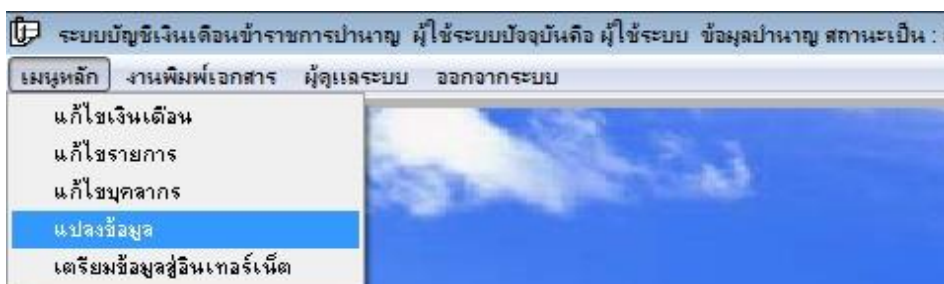 ระบบบัญชีเงินเดือนข้าราชการบำนาญ ผู้ใช้ระบบปัจจุบันคือ ผู้ใช้ระบบ ข้อมูลบำนาญ สถานะเป็น :
เมนูหลัก งานพิมพ์เอกสาร ผู้ดูแลระบบ ออกจากระบบ
แก้ไขเงินเดือน
แก้ไขรายการ
แก้ไขบุคลากร
แปลงข้อมูล
เตรียมข้อมูลสู่อินเทอร์เน็ต